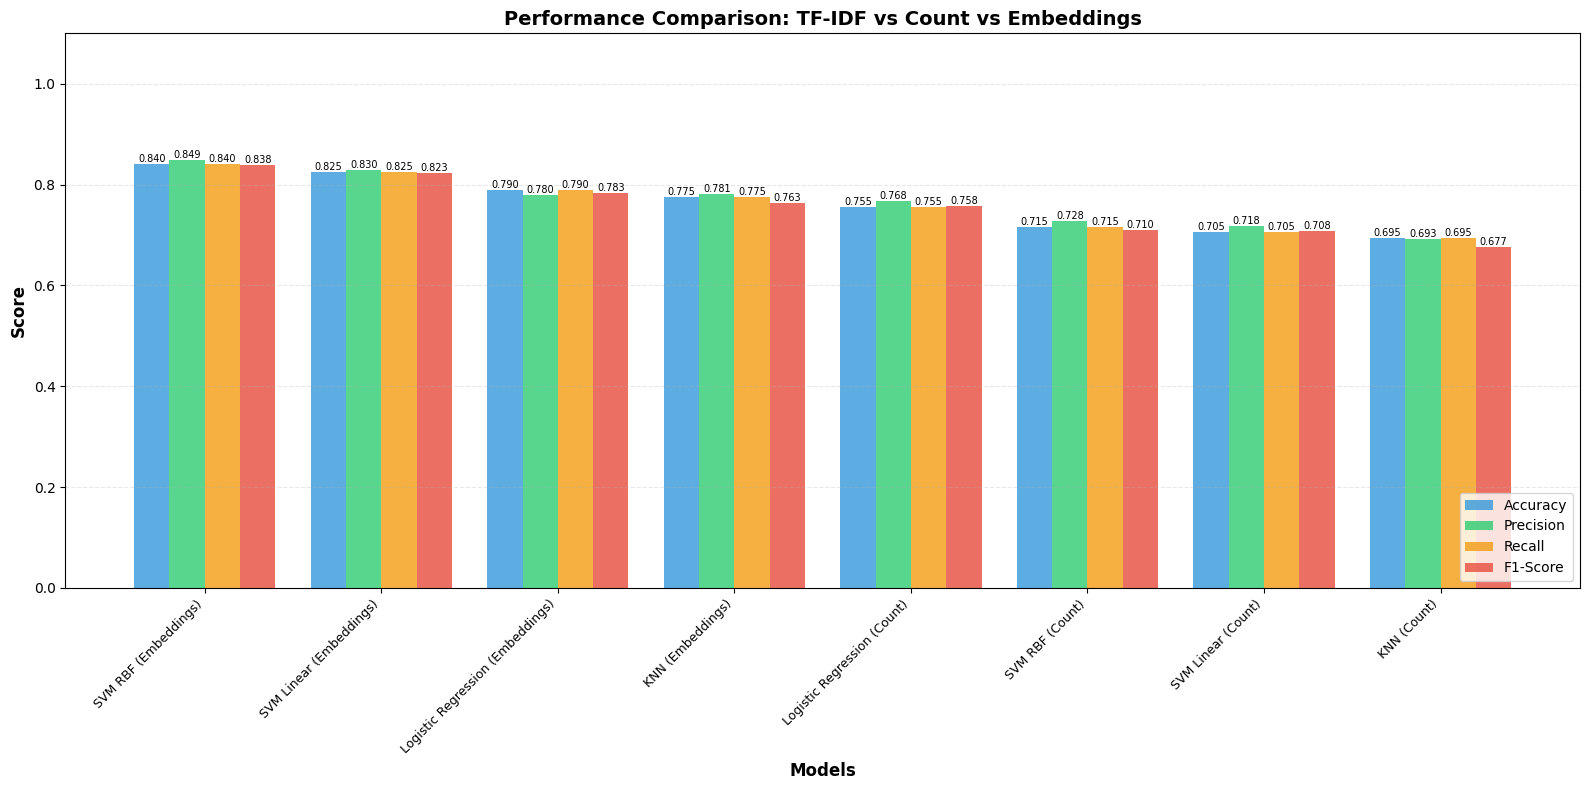 Performance Comparison: TF-IDF vs Count vs Embeddings
Score
1.0
0.8
0.6
0.4
0.2
0.0
0.840 0.849 0.840 0.838
0.825 0.830 0.825 0.823
0.790 0.780 0.790 0.783
0.775 0.781 0.775 0.763
0.755 0.768 0.755 0.758
0.715 0.728 0.715 0.710
0.705 0.718 0.705 0.708
0.695 0.693 0.695 0.677
Accuracy
Precision
Recall
F1-Score
SVM RBF (Embeddings)
SVM Linear (Embeddings)
Logistic Regression (Embeddings)
KNN (Embeddings)
Logistic Regression (Count)
SVM RBF (Count)
SVM Linear (Count)
KNN (Count)
Models